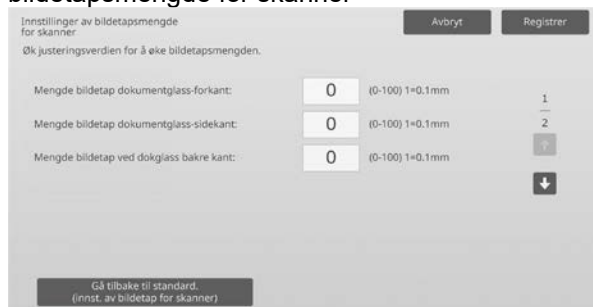 bildetapsmengde for skanner
Innstillinger av bildetapsmengde
for skanner
Avbryt
Registrer
Øk justeringsverdien for å øke bildetapsmengden.
Mengde bildetap dokumentglass-forkant: 0 (0-100) 1=0.1mm
Mengde bildetap dokumentglass-sidekant: 0 (0-100) 1=0.1mm
Mengde bildetap ved dokglass bakre kant: 0 (0-100) 1=0.1mm
1
2
Gå tilbake til standard.
(innst. av bildetap for skanner)